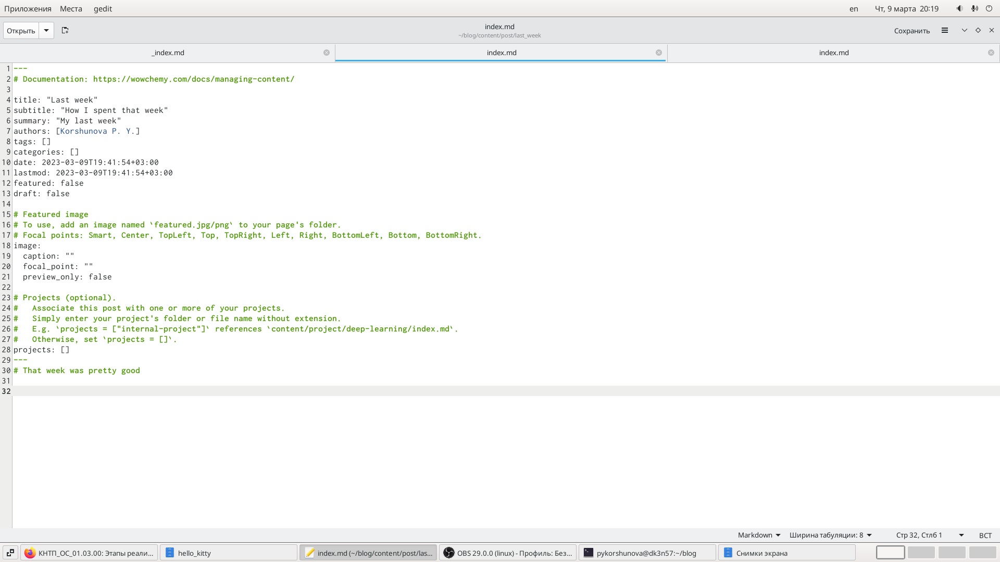 Приложения Места gedit en Чт, 9 марта 20:19
Открыть index.md Сохранить
~/blog/content/post/last_week
_index.md index.md index.md
1 ---
2 # Documentation: https://wowchemy.com/docs/managing-content/
3
4 title: "Last week"
5 subtitle: "How I spent that week"
6 summary: "My last week"
7 authors: [Korshunova P. Y.]
8 tags: []
9 categories: []
10 date: 2023-03-09T19:41:54+03:00
11 lastmod: 2023-03-09T19:41:54+03:00
12 featured: false
13 draft: false
14
15 # Featured image
16 # To use, add an image named `featured.jpg/png` to your page's folder.
17 # Focal points: Smart, Center, TopLeft, Top, TopRight, Left, Right, BottomLeft, Bottom, BottomRight.
18 image:
19   caption: ""
20   focal_point: ""
21   preview_only: false
22
23 # Projects (optional).
24 #   Associate this post with one or more of your projects.
25 #   Simply enter your project's folder or file name without extension.
26 #   E.g. `projects = ["internal-project"]` references `content/project/deep-learning/index.md`.
27 #   Otherwise, set `projects = []`.
28 projects: []
29 ---
30 # That week was pretty good
31
32
Markdown Ширина табуляции: 8 Стр 32, Стлб 1 ВСТ
КНТП_ОС_01.03.00: Этапы реали... hello_kitty index.md (~/blog/content/post/las... OBS 29.0.0 (linux) - Профиль: Без... pykorshunova@dk3n57:~/blog Снимки экрана